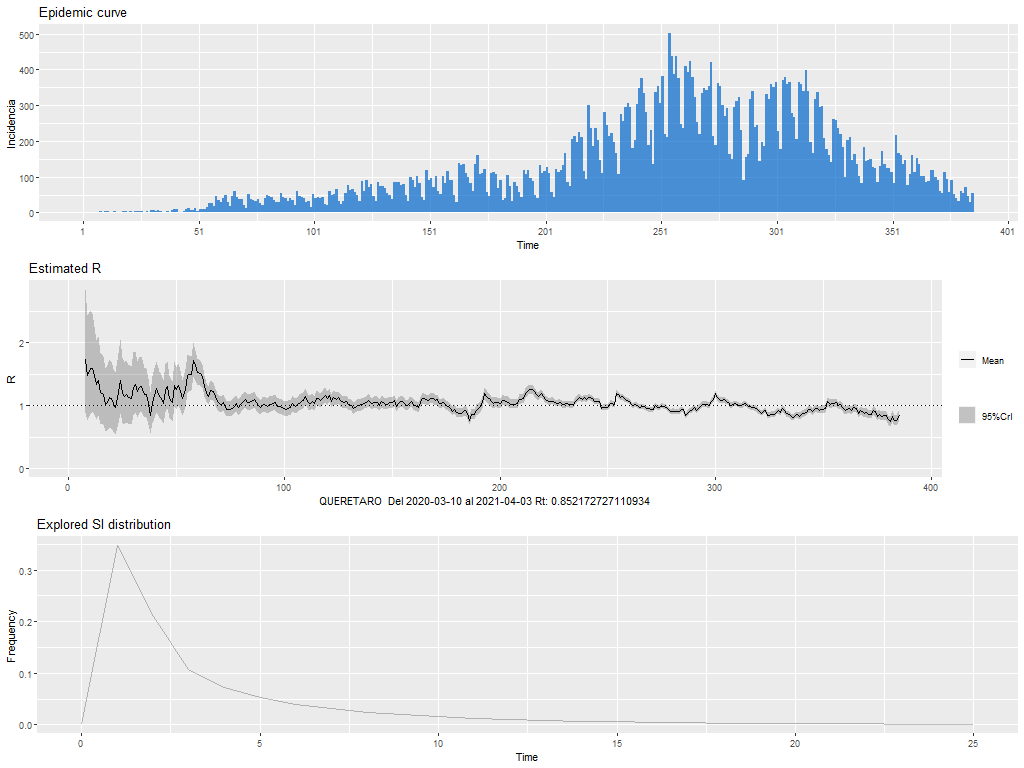 Epidemic curve
Incidencia
500
400
300
200
100
0
1 51 101 151 201 251 301 351 401
Time
Estimated R
R
2
1
0
0 100 200 300 400
QUERETARO Del 2020-03-10 al 2021-04-03 Rt: 0.852172727110934
Mean
95%CrI
Explored SI distribution
Frequency
0.3
0.2
0.1
0.0
0 5 10 15 20 25
Time